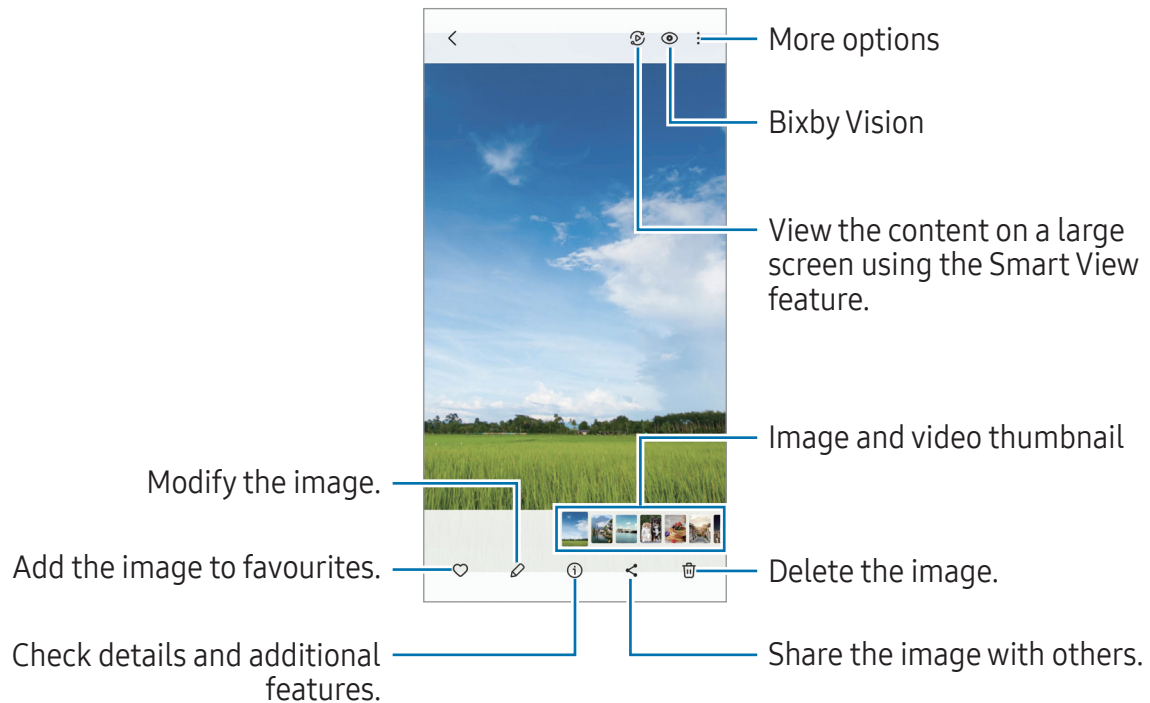 More options
Bixby Vision
View the content on a large
screen using the Smart View
feature.
Image and video thumbnail
Modify the image.
Add the image to favourites.
Delete the image.
Check details and additional
features.
Share the image with others.